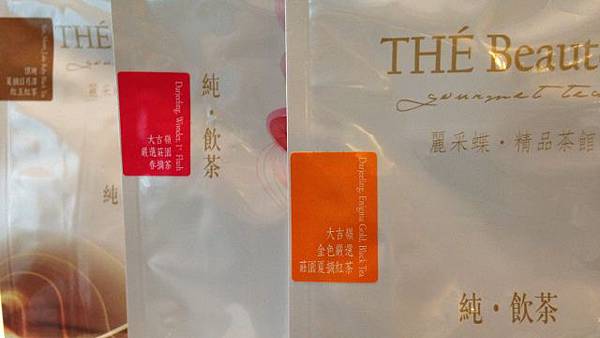 THÉ
麗采
純
Darjeeling, Wonder, 1st Flush
大吉嶺
嚴選莊園
春摘茶
純・飲茶
THÉ Beaut
gourmet tea
麗采蝶・精品茶館
Darjeeling, Enigma Gold, Black Tea
大吉嶺
金色嚴選
莊園夏摘紅茶
純・飲茶